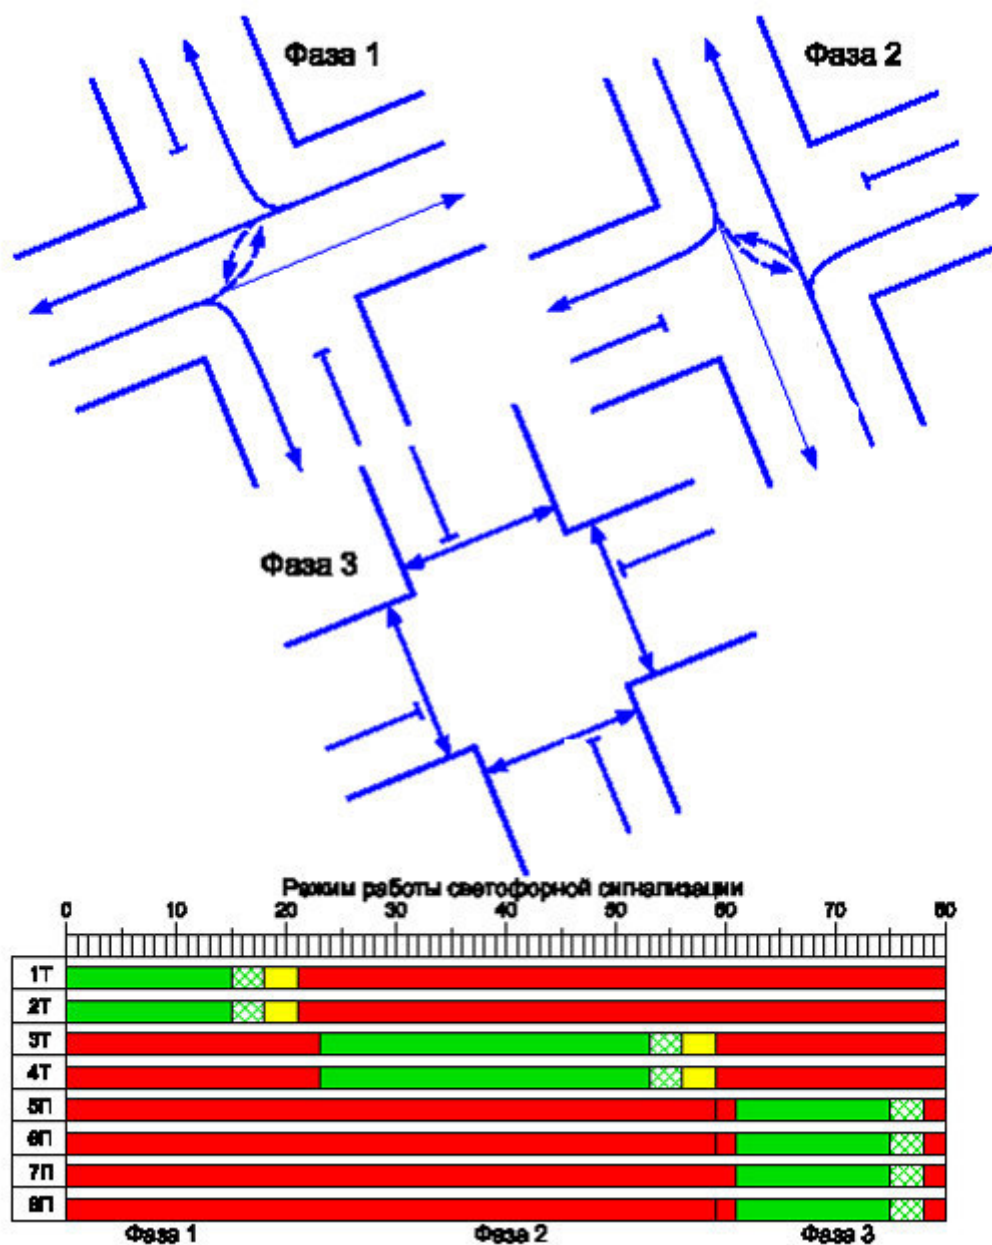 Фаза 1
Фаза 2
Фаза 3
Режим работы светофорной сигнализации
0 10 20 30 40 50 60 70 80
1Т
2Т
3Т
4Т
5П
6П
7П
8П
Фаза 1 Фаза 2 Фаза 3